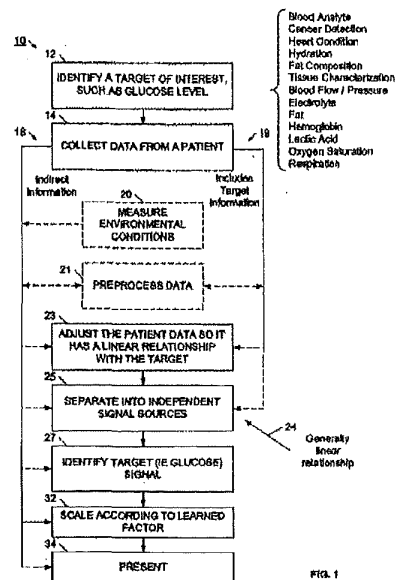 10
12
IDENTIFY A TARGET OF INTEREST,
SUCH AS GLUCOSE LEVEL
Blood Analyte
Cancer Detection
Heart Condition
Hydration
Fat Composition
Tissue Characterization
Blood Flow / Pressure
Electrolyte
Fat
Hemoglobin
Lactic Acid
Oxygen Saturation
Respiration
18
14
COLLECT DATA FROM A PATIENT
19
Indirect
Information
Includes
Target
Information
20
MEASURE
ENVIRONMENTAL
CONDITIONS
21
PREPROCESS DATA
23
ADJUST THE PATIENT DATA SO IT
HAS A LINEAR RELATIONSHIP
WITH THE TARGET
25
SEPARATE INTO INDEPENDENT
SIGNAL SOURCES
24
Generally
linear
relationship
27
IDENTIFY TARGET (IE GLUCOSE)
SIGNAL
32
SCALE ACCORDING TO LEARNED
FACTOR
34
PRESENT
FIG. 1